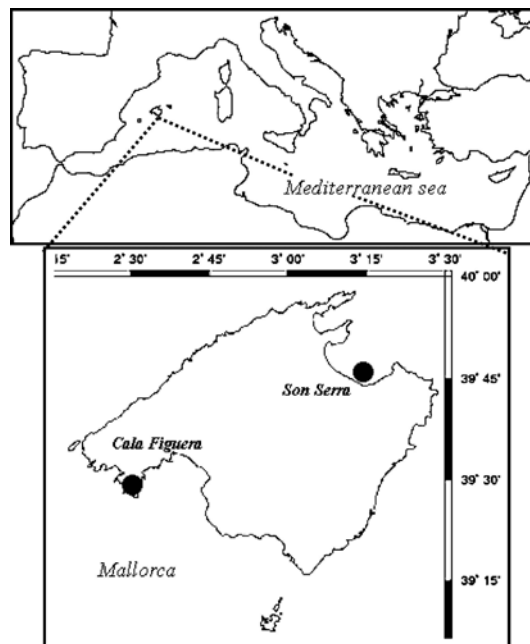 Mediterranean sea
15' 2° 30' 2° 45' 3° 00' 3° 15' 3° 30'
40° 00'
39° 45'
Son Serra
Cala Figuera
39° 30'
Mallorca
39° 15'